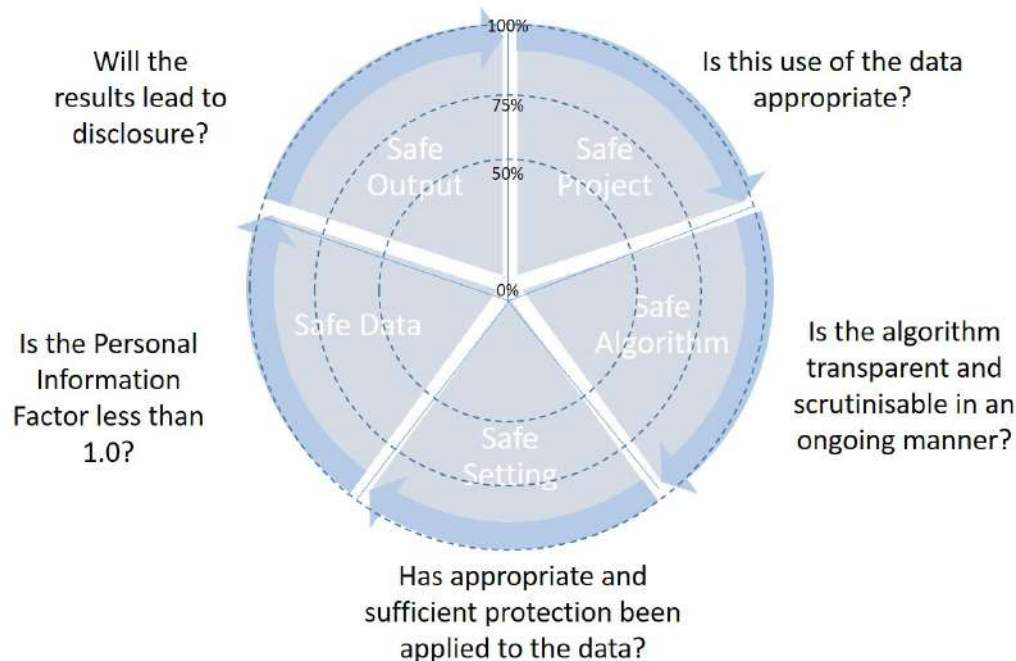 Will the
results lead to
disclosure?
100%
75%
50%
0%
Is this use of the data
appropriate?
Safe
Output
Safe
Project
Safe Data
Safe
Algorithm
Safe
Setting
Is the Personal
Information
Factor less than
1.0?
Is the algorithm
transparent and
scrutinisable in an
ongoing manner?
Has appropriate and
sufficient protection been
applied to the data?